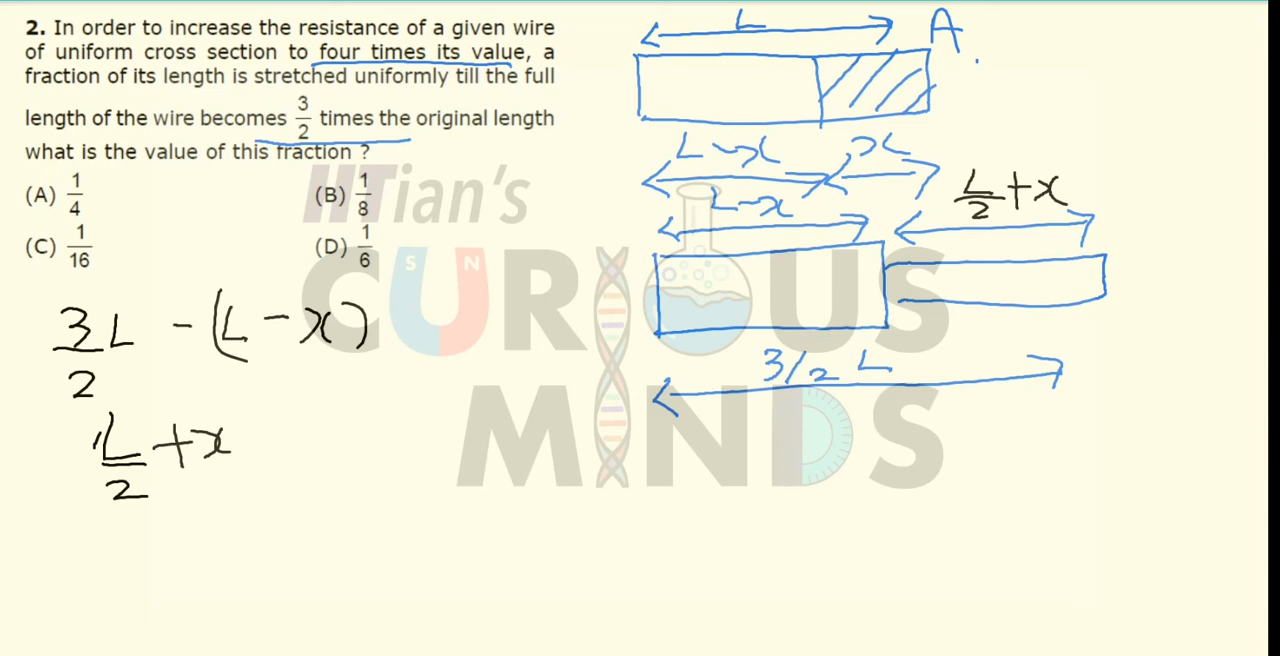 2. In order to increase the resistance of a given wire
of uniform cross section to four times its value, a
fraction of its length is stretched uniformly till the full
length of the wire becomes 3/2 times the original length
what is the value of this fraction ?
(A) 1/4 (B) 1/8
(C) 1/16 (D) 1/6
3/2 L - (L - x)
L/2 + x
L A
L-x x
L-x L/2 + x
3/2 L
IITian's
CURIOUS
S N
MINDS